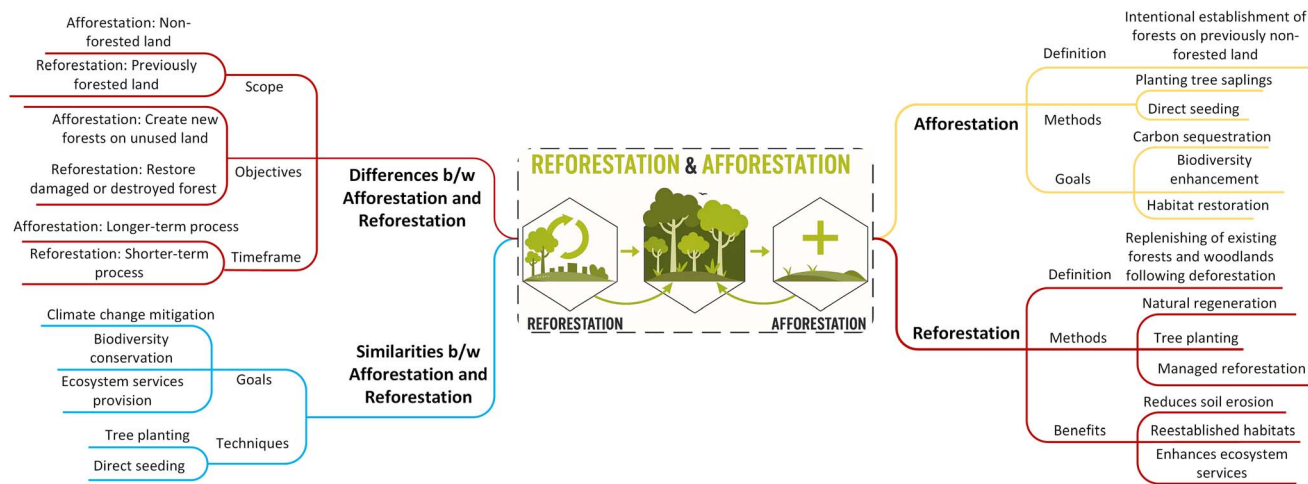 Afforestation: Non-
forested land
Reforestation: Previously
forested land
Scope
Afforestation: Create new
forests on unused land
Reforestation: Restore
damaged or destroyed forest
Objectives
Afforestation: Longer-term process
Reforestation: Shorter-term
process
Timeframe
Differences b/w
Afforestation and
Reforestation
Climate change mitigation
Biodiversity
conservation
Ecosystem services
provision
Goals
Tree planting
Direct seeding
Techniques
Similarities b/w
Afforestation and
Reforestation
REFORESTATION & AFFORESTATION
REFORESTATION
AFFORESTATION
Afforestation
Definition
Intentional establishment of
forests on previously non-
forested land
Methods
Planting tree saplings
Direct seeding
Goals
Carbon sequestration
Biodiversity
enhancement
Habitat restoration
Reforestation
Definition
Replenishing of existing
forests and woodlands
following deforestation
Methods
Natural regeneration
Tree planting
Managed reforestation
Benefits
Reduces soil erosion
Reestablished habitats
Enhances ecosystem
services